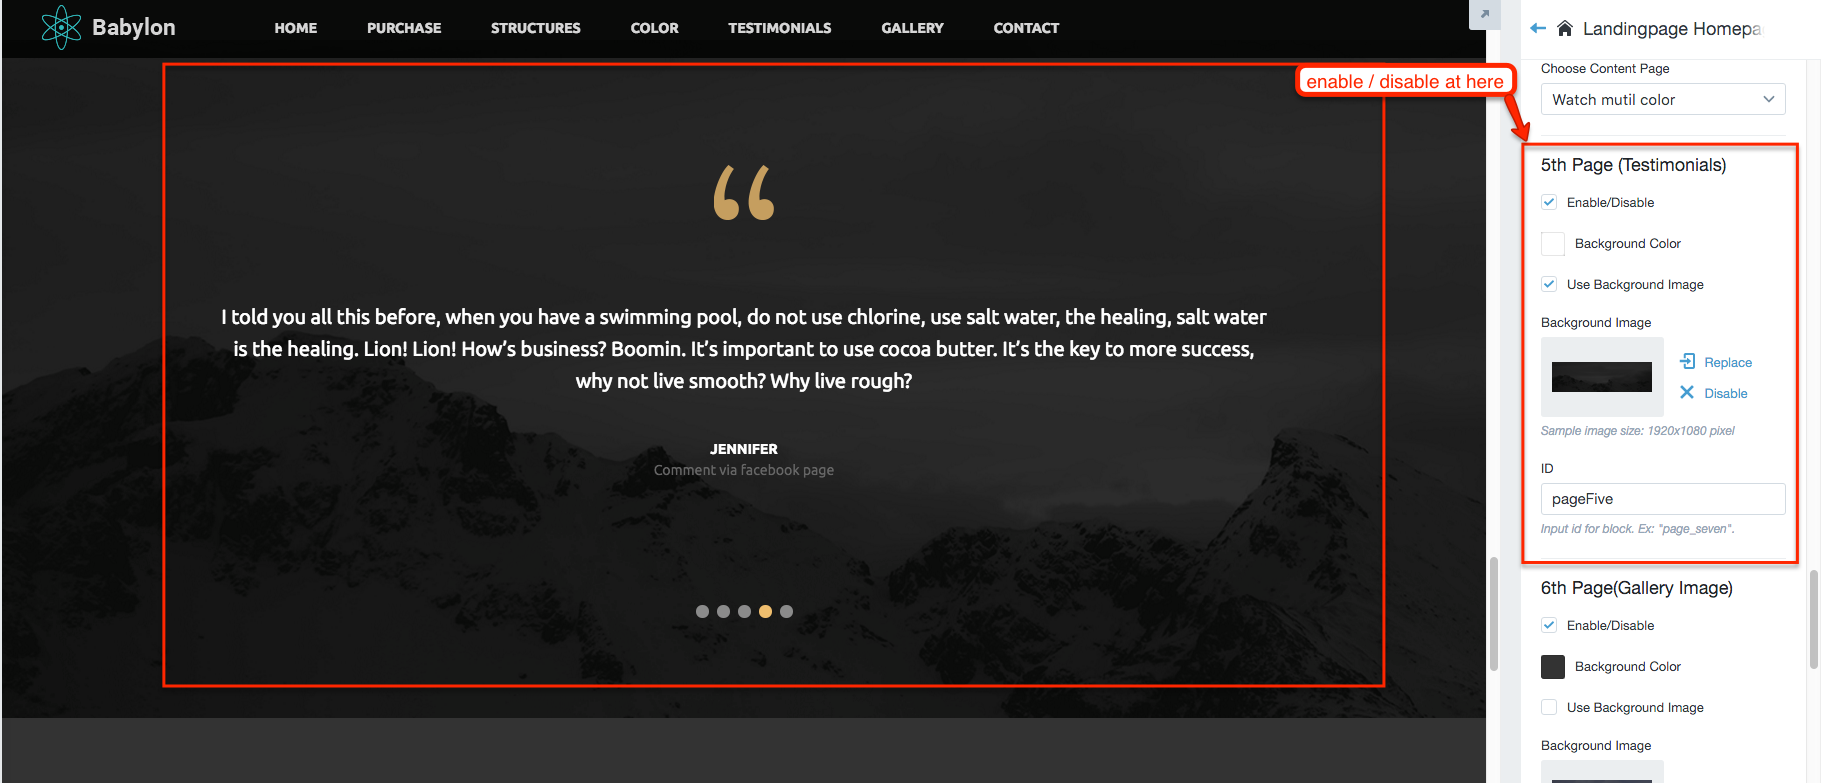 Babylon
HOME PURCHASE STRUCTURES COLOR TESTIMONIALS GALLERY CONTACT
“
I told you all this before, when you have a swimming pool, do not use chlorine, use salt water, the healing, salt water
is the healing. Lion! Lion! How’s business? Boomin. It’s important to use cocoa butter. It’s the key to more success,
why not live smooth? Why live rough?
JENNIFER
Comment via facebook page
enable / disable at here
Landingpage Homepa
Choose Content Page
Watch mutil color
5th Page (Testimonials)
Enable/Disable
Background Color
Use Background Image
Background Image
Replace
Disable
Sample image size: 1920x1080 pixel
ID
pageFive
Input id for block. Ex: "page_seven".
6th Page(Gallery Image)
Enable/Disable
Background Color
Use Background Image
Background Image